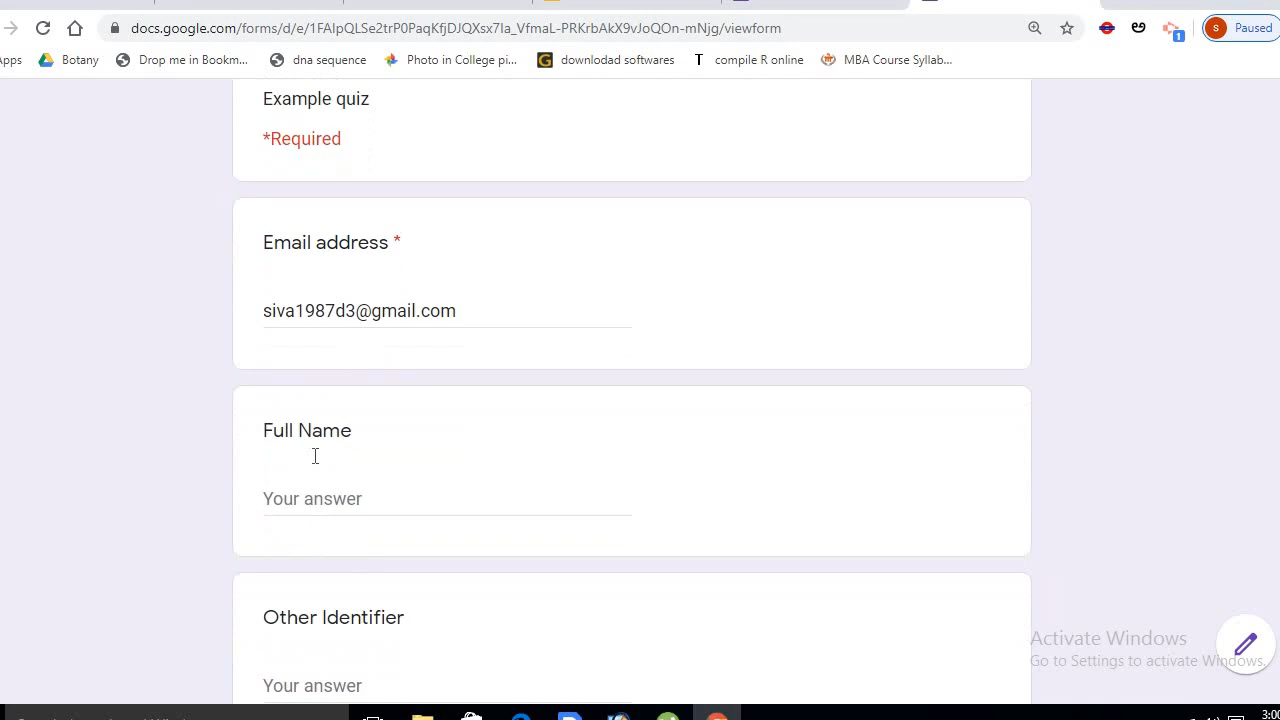 docs.google.com/forms/d/e/1FAIpQLSe2trP0PaqKfjDJOYox7Ia_VfmaL-PRKrbAkX9vJoQOn-mNjg/viewform
s Paused
1
Apps Botany Drop me in Bookm... dna sequence Photo in College pi... downlodad softwares T compile R online MBA Course Syllab...
Example quiz
*Required
Email address *
siva1987d3@gmail.com
Full Name
Your answer
Other Identifier
Your answer
Activate Windows
Go to Settings to activate Windows.